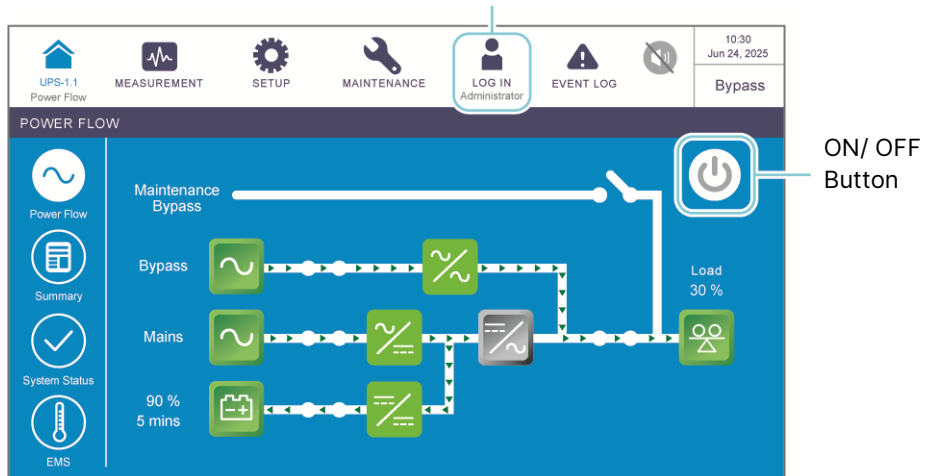 10:30
Jun 24, 2025
UPS-1.1
Power Flow
MEASUREMENT
SETUP
MAINTENANCE
LOG IN
Administrator
EVENT LOG
Bypass
POWER FLOW
ON/ OFF
Button
Power Flow
Maintenance
Bypass
Summary
Bypass
Load
30 %
System Status
Mains
90 %
5 mins
EMS